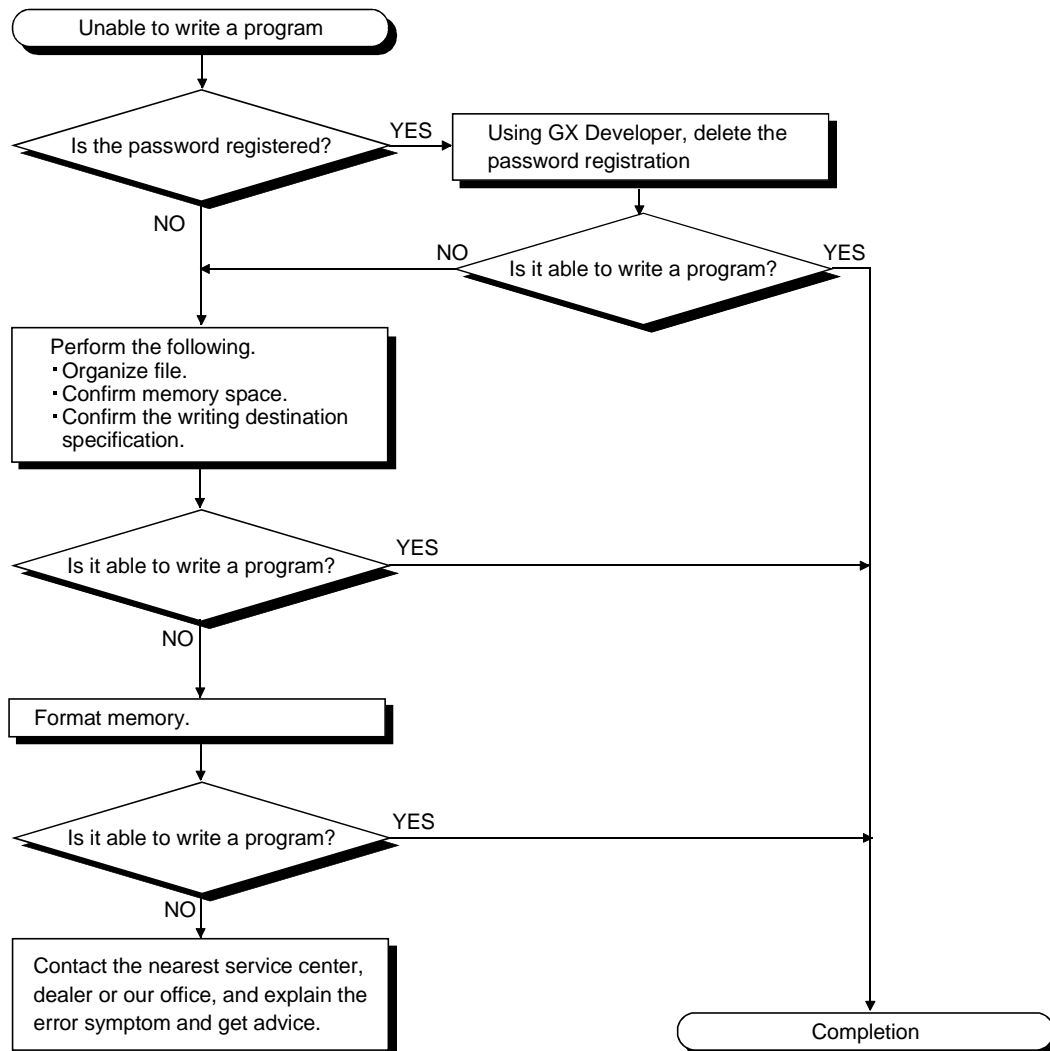 Unable to write a program
Is the password registered?
YES
Using GX Developer, delete the
password registration
NO
NO
Is it able to write a program?
YES
Perform the following.
・Organize file.
・Confirm memory space.
・Confirm the writing destination
specification.
Is it able to write a program?
YES
NO
Format memory.
Is it able to write a program?
YES
NO
Contact the nearest service center,
dealer or our office, and explain the
error symptom and get advice.
Completion